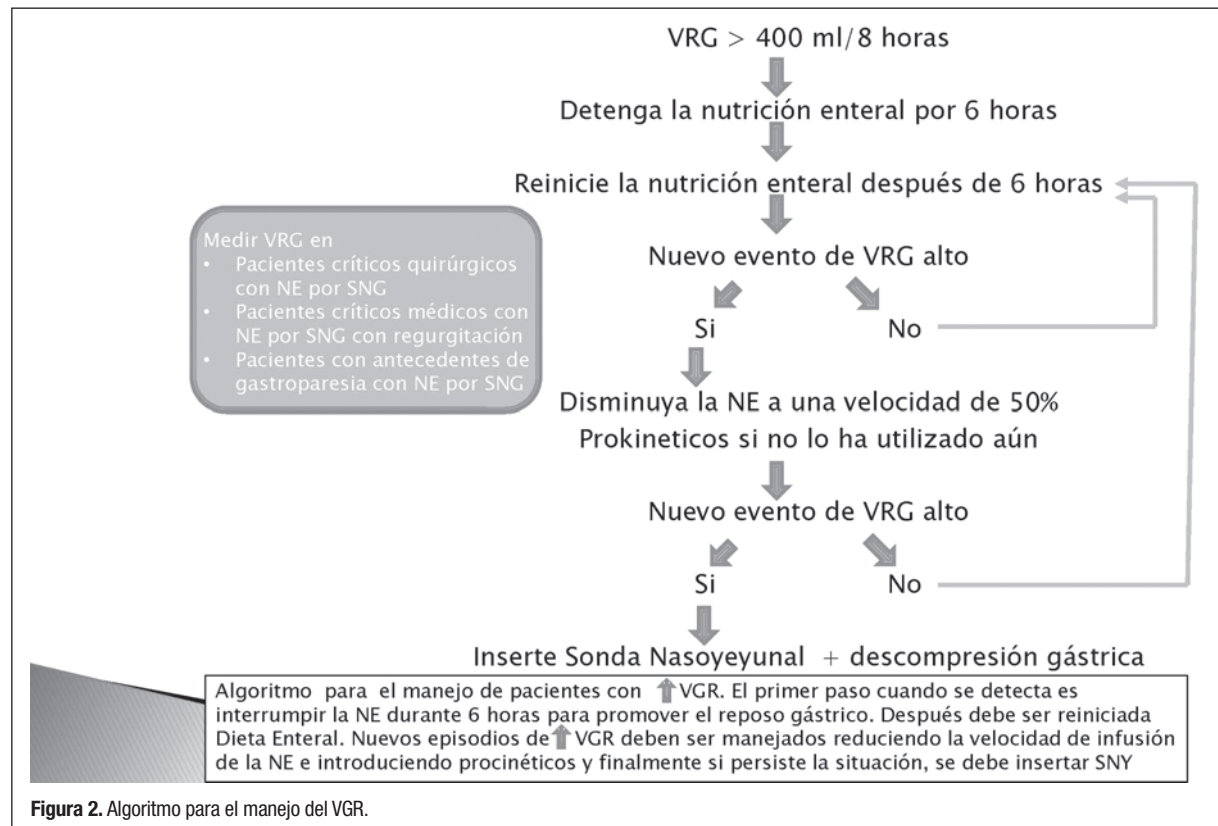 VRG > 400 ml/8 horas
Detenga la nutrición enteral por 6 horas
Reinicie la nutrición enteral después de 6 horas
Medir VRG en
• Pacientes críticos quirúrgicos
con NE por SNG
• Pacientes críticos médicos con
NE por SNG con regurgitación
• Pacientes con antecedentes de
gastroparesia con NE por SNG
Nuevo evento de VRG alto
Si No
Disminuya la NE a una velocidad de 50%
Prokineticos si no lo ha utilizado aún
Nuevo evento de VRG alto
Si No
Inserte Sonda Nasoyeyunal + descompresión gástrica
Algoritmo para el manejo de pacientes con ⬆VGR. El primer paso cuando se detecta es
interrumpir la NE durante 6 horas para promover el reposo gástrico. Después debe ser reiniciada
Dieta Enteral. Nuevos episodios de ⬆VGR deben ser manejados reduciendo la velocidad de infusión
de la NE e introduciendo procinéticos y finalmente si persiste la situación, se debe insertar SNY
Figura 2. Algoritmo para el manejo del VGR.